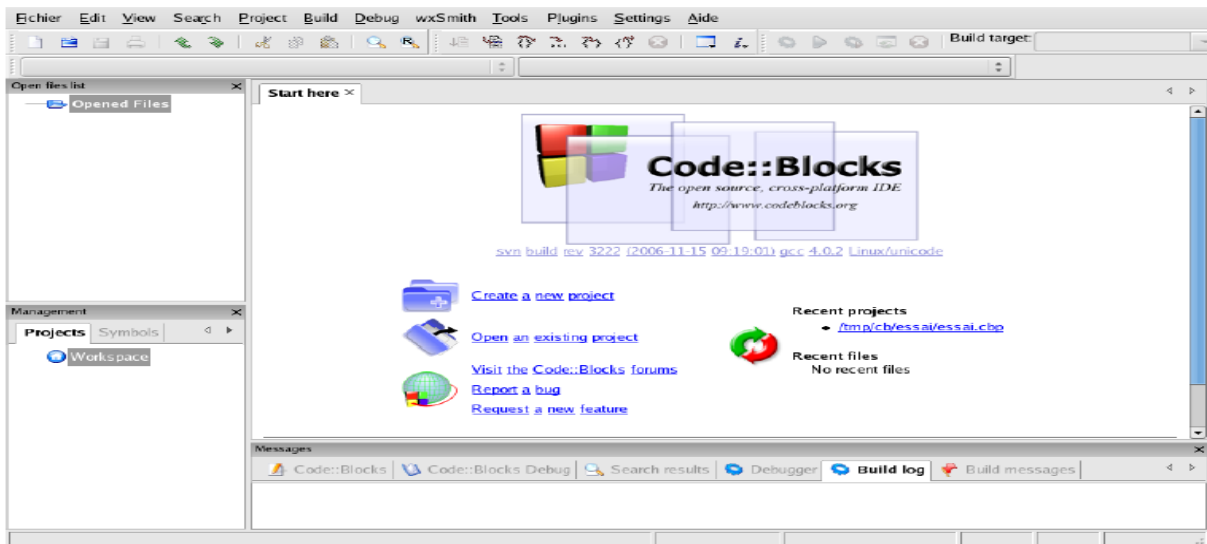 Fichier Edit View Search Project Build Debug wxSmith Tools Plugins Settings Aide
Build target:
Open files list
Opened Files
Start here
Code::Blocks
The open source, cross-platform IDE
http://www.codeblocks.org
svn build rev 3222 (2006-11-15 09:19:01) gcc 4.0.2 Linux/unicode
Create a new project
Open an existing project
Visit the Code::Blocks forums
Report a bug
Request a new feature
Recent projects
/tmp/cb/essai/essai.cbp
Recent files
No recent files
Management
Projects Symbols
Workspace
Messages
Code::Blocks Code::Blocks Debug Search results Debugger Build log Build messages